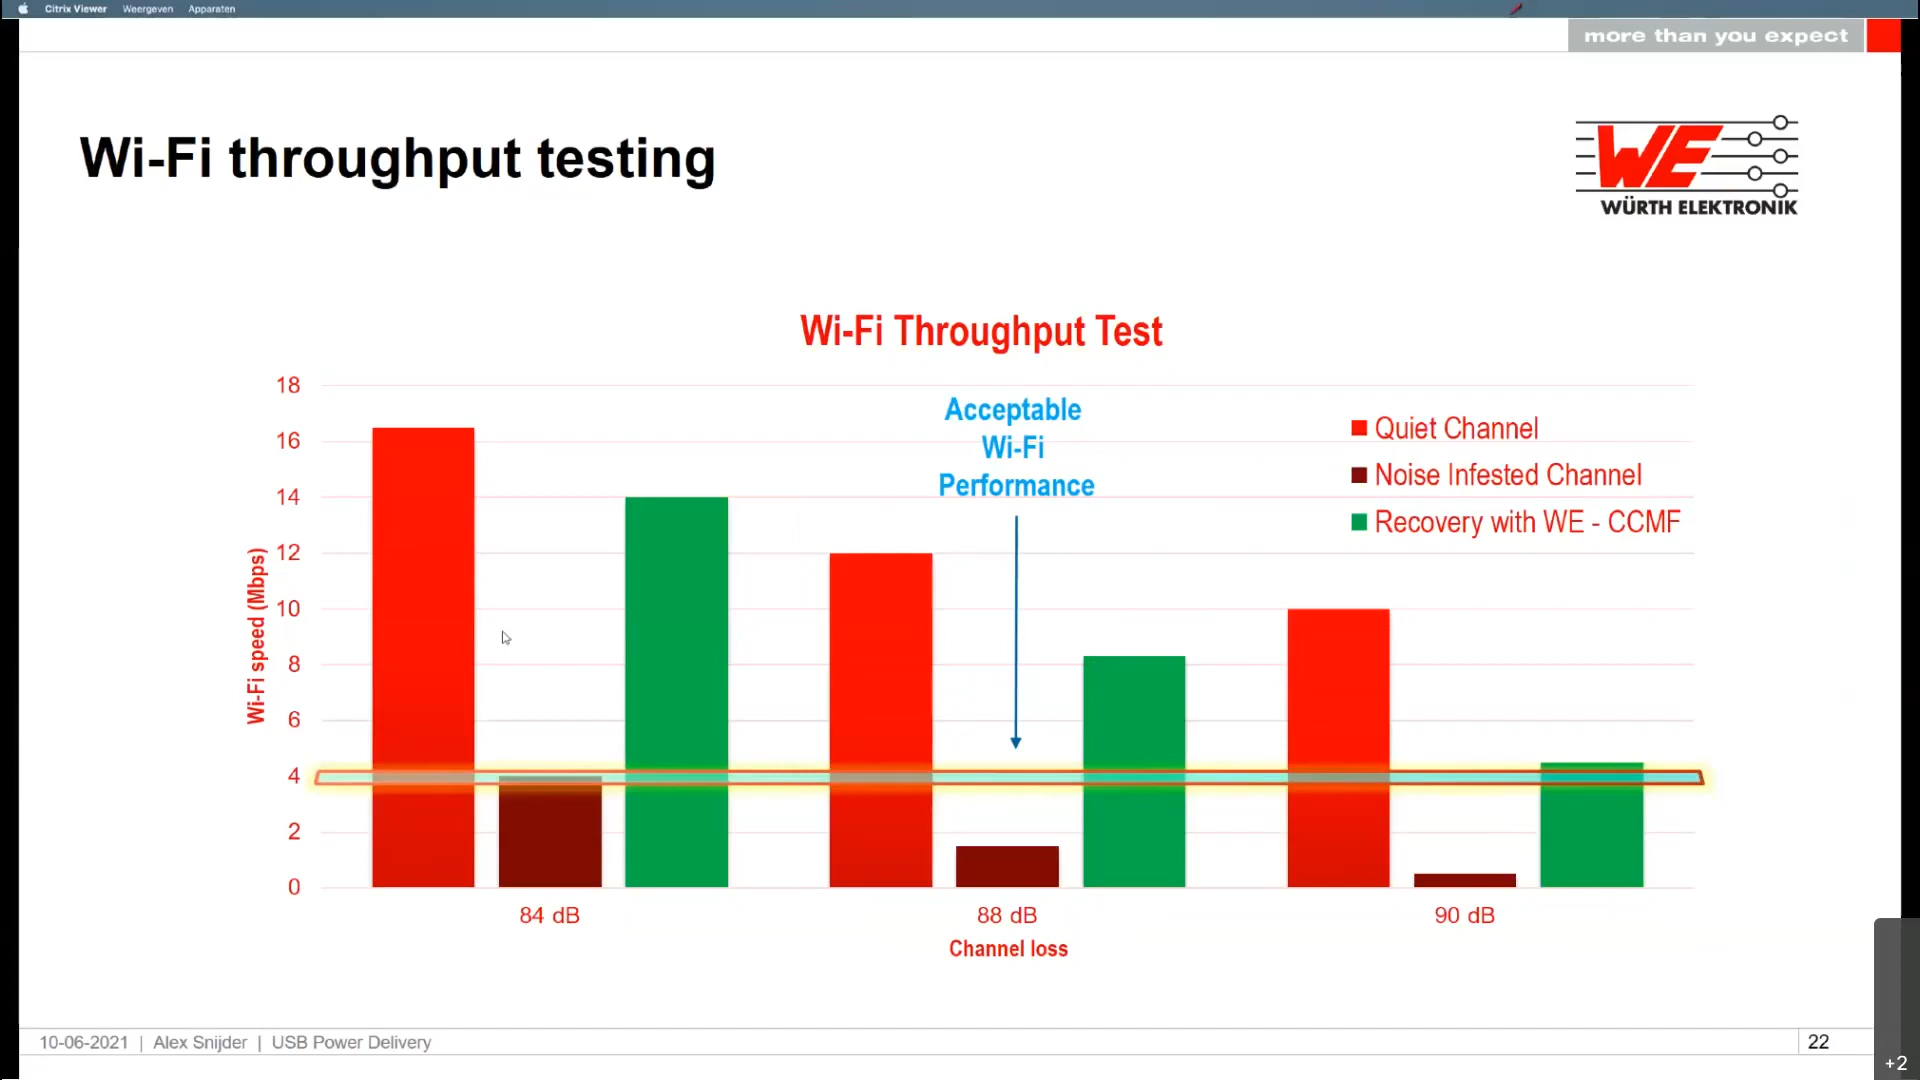 Citrix Viewer Weergeven Apparaten
more than you expect
Wi-Fi throughput testing
WE
WÜRTH ELEKTRONIK
Wi-Fi Throughput Test
Acceptable
Wi-Fi
Performance
Quiet Channel
Noise Infested Channel
Recovery with WE - CCMF
Wi-Fi speed (Mbps)
18
16
14
12
10
8
6
4
2
0
84 dB 88 dB 90 dB
Channel loss
10-06-2021 | Alex Snijder | USB Power Delivery
22
+2